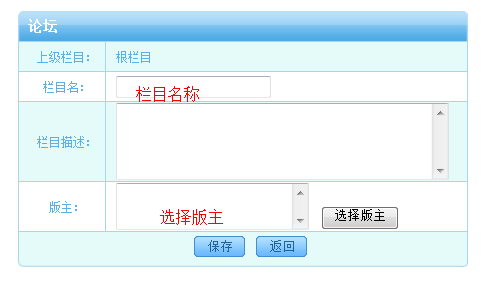 论坛
上级栏目： 根栏目
栏目名： 栏目名称
栏目描述：
版主： 选择版主 选择版主
保存 返回